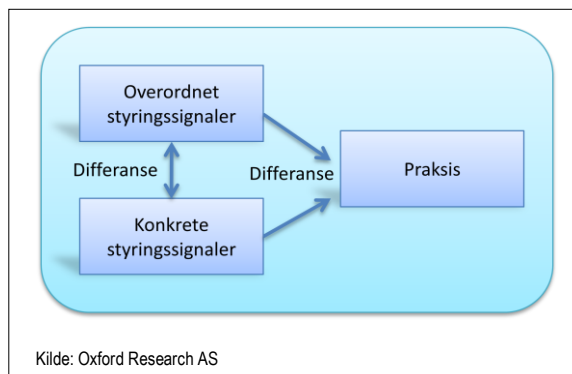 Overordnet
styringssignaler
Differanse
Differanse
Praksis
Konkrete
styringssignaler
Kilde: Oxford Research AS